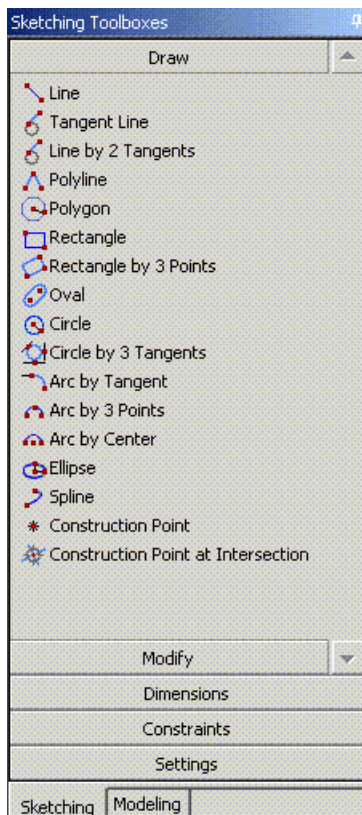 Sketching Toolboxes
Draw
Line
Tangent Line
Line by 2 Tangents
Polyline
Polygon
Rectangle
Rectangle by 3 Points
Oval
Circle
Circle by 3 Tangents
Arc by Tangent
Arc by 3 Points
Arc by Center
Ellipse
Spline
Construction Point
Construction Point at Intersection
Modify
Dimensions
Constraints
Settings
Sketching Modeling